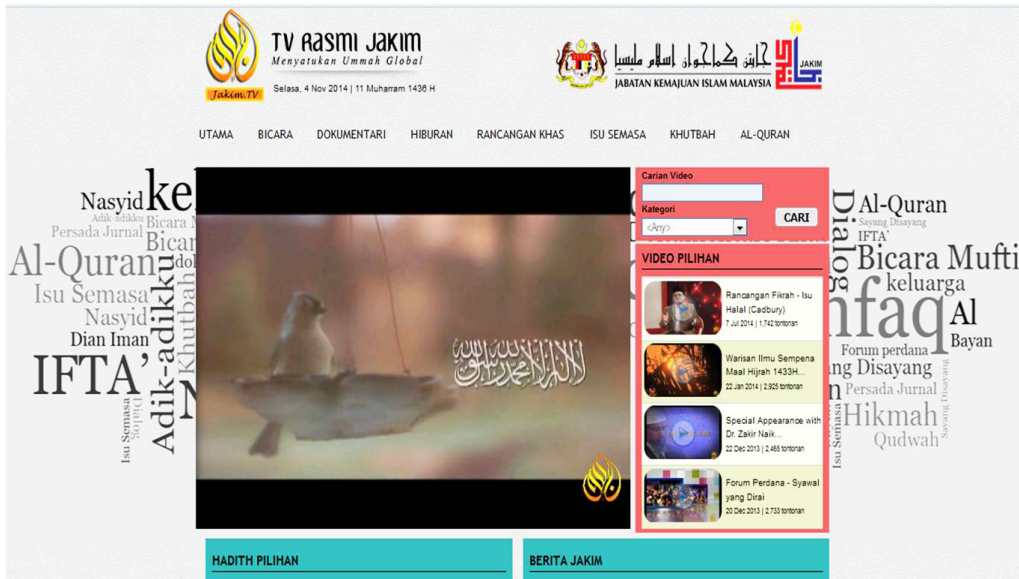 TV RASMI JAKIM
Menyatukan Ummah Global
Jakim.TV
Selasa, 4 Nov 2014 | 11 Muharram 1436 H
جابتن كماجوان اسلام مليسيا
JABATAN KEMAJUAN ISLAM MALAYSIA
JAKIM
UTAMA BICARA DOKUMENTARI HIBURAN RANCANGAN KHAS ISU SEMASA KHUTBAH AL-QURAN
Nasyid
Adik-adikku
Persada Jurnal
Al-Quran
Isu Semasa
Nasyid
Dian Iman
IFTA’
Isu Semasa
Dialog
Adik-adikku
Khutbah
لا إله إلا الله محمد رسول الله
Carian Video
Kategori
<Any>
CARI
VIDEO PILIHAN
Rancangan Fikrah - Isu
Halal (Cadbury)
7 Jul 2014 | 1,742 tontonan
Warisan Ilmu Sempena
Maal Hijrah 1433H...
22 Jan 2014 | 2,925 tontonan
Special Appearance with
Dr. Zakir Naik...
22 Dec 2013 | 2,465 tontonan
Forum Perdana - Syawal
yang Dirai
20 Dec 2013 | 2,733 tontonan
Dialog
Al-Quran
Sayang Disayang
IFTA’
Bicara Mufti
keluarga
Al
Bayan
Forum perdana
Disayang
Persada Jurnal
Hikmah
Qudwah
Isu Semasa
Sayang Disayang
HADITH PILIHAN
BERITA JAKIM